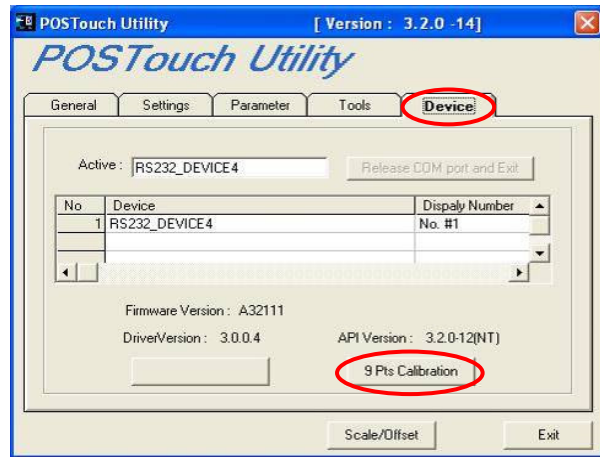 POSTouch Utility [ Version : 3.2.0 -14]
POSTouch Utility
General Settings Parameter Tools Device
Active : RS232_DEVICE4 Release COM port and Exit
No Device Dispaly Number
1 RS232_DEVICE4 No. #1
Firmware Version : A32111
DriverVersion : 3.0.0.4 API Version : 3.2.0-12(NT)
9 Pts Calibration
Scale/Offset Exit